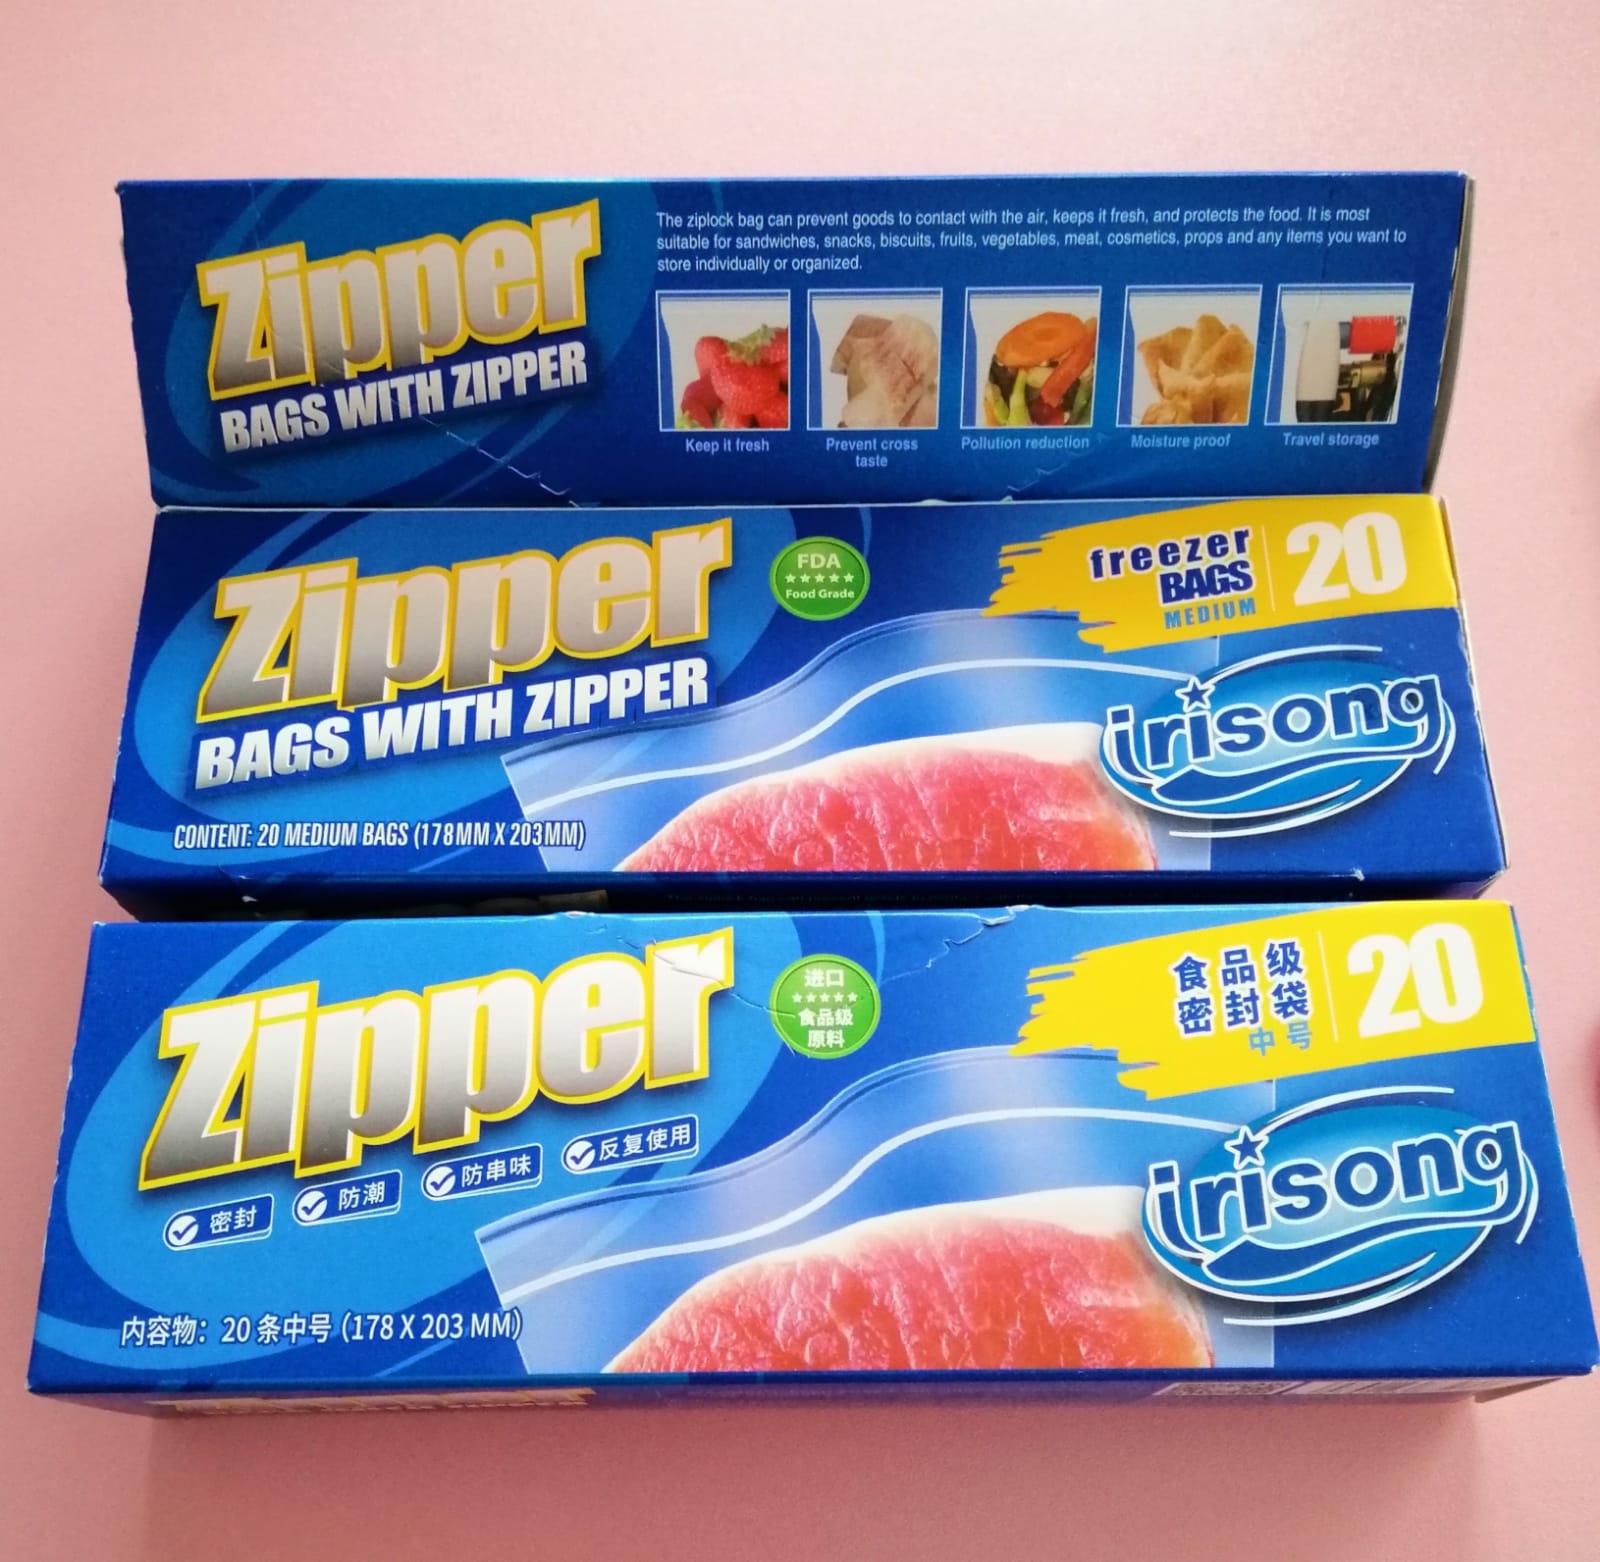 Zipper
BAGS WITH ZIPPER
The ziplock bag can prevent goods to contact with the air, keeps it fresh, and protects the food. It is most
suitable for sandwiches, snacks, biscuits, fruits, vegetables, meat, cosmetics, props and any items you want to
store individually or organized.
Keep it fresh
Prevent cross
taste
Pollution reduction
Moisture proof
Travel storage
Zipper
BAGS WITH ZIPPER
CONTENT: 20 MEDIUM BAGS (178MM X 203MM)
FDA
Food Grade
freezer
BAGS
MEDIUM
20
irisong
Zipper
密封
防潮
防串味
反复使用
内容物：20 条中号（178 X 203 MM）
进口
食品级
原料
食品级
密封袋
中号
20
irisong